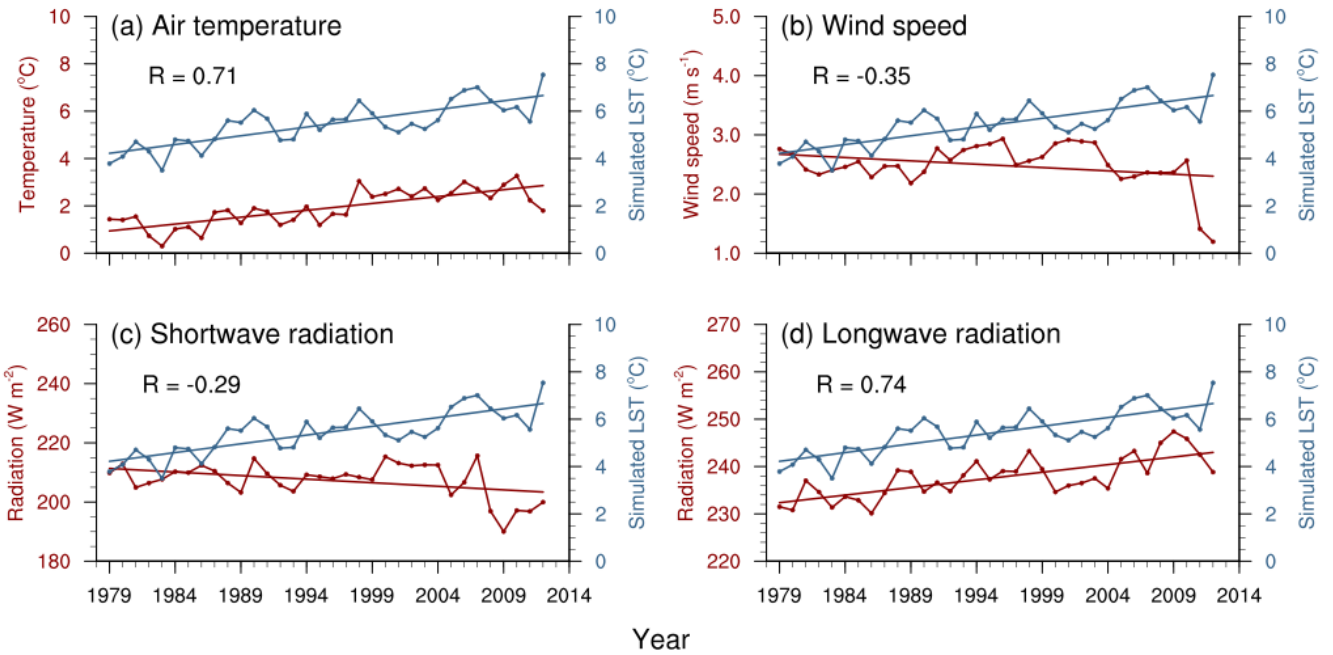 (a) Air temperature
R = 0.71
Temperature (°C)
10
8
6
4
2
0
Simulated LST (°C)
10
8
6
4
2
0
(b) Wind speed
R = -0.35
Wind speed (m s⁻¹)
5.0
4.0
3.0
2.0
1.0
Simulated LST (°C)
10
8
6
4
2
0
(c) Shortwave radiation
R = -0.29
Radiation (W m⁻²)
260
240
220
200
180
Simulated LST (°C)
10
8
6
4
2
0
1979 1984 1989 1994 1999 2004 2009 2014
(d) Longwave radiation
R = 0.74
Radiation (W m⁻²)
270
260
250
240
230
220
Simulated LST (°C)
10
8
6
4
2
0
1979 1984 1989 1994 1999 2004 2009 2014
Year